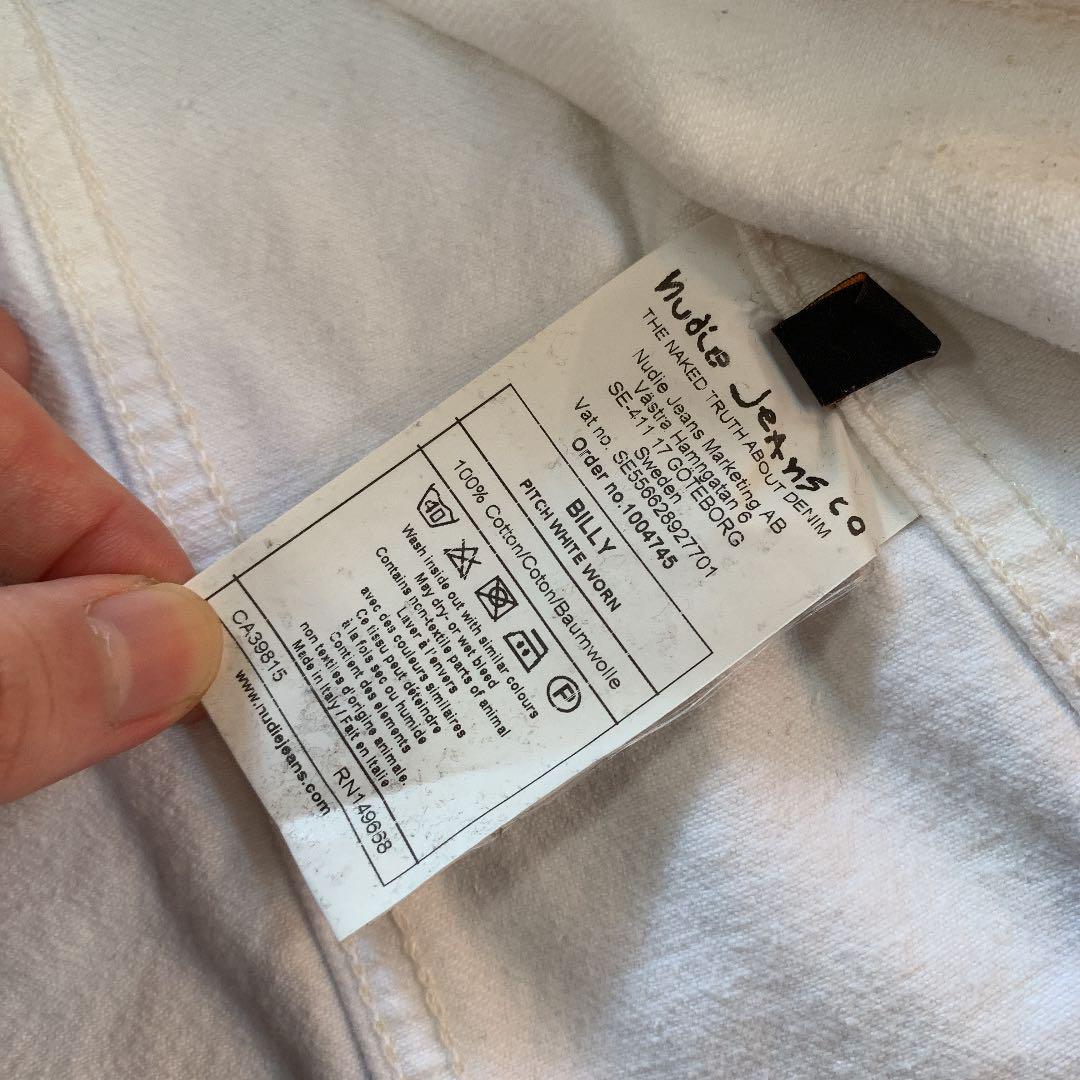 nudie Jeans co
THE NAKED TRUTH ABOUT DENIM
Nudie Jeans Marketing AB
Västra Hamngatan 6
SE-411 17 GÖTEBORG
Sweden
Vat no. SE556628927701
Order no.1004745
BILLY
PITCH WHITE WORN
100% Cotton/Coton/Baumwolle
40 P
Wash inside out with similar colours
May dry- or wet bleed
Contains non-textile parts of animal
Laver à l'envers
avec des couleurs similaires
Ce tissu peut déteindre
à la fois sec ou humide
Contient des elements
non textiles d'origine animale.
Made in Italy / Fait en Italie
CA39815 RN149668
www.nudiejeans.com